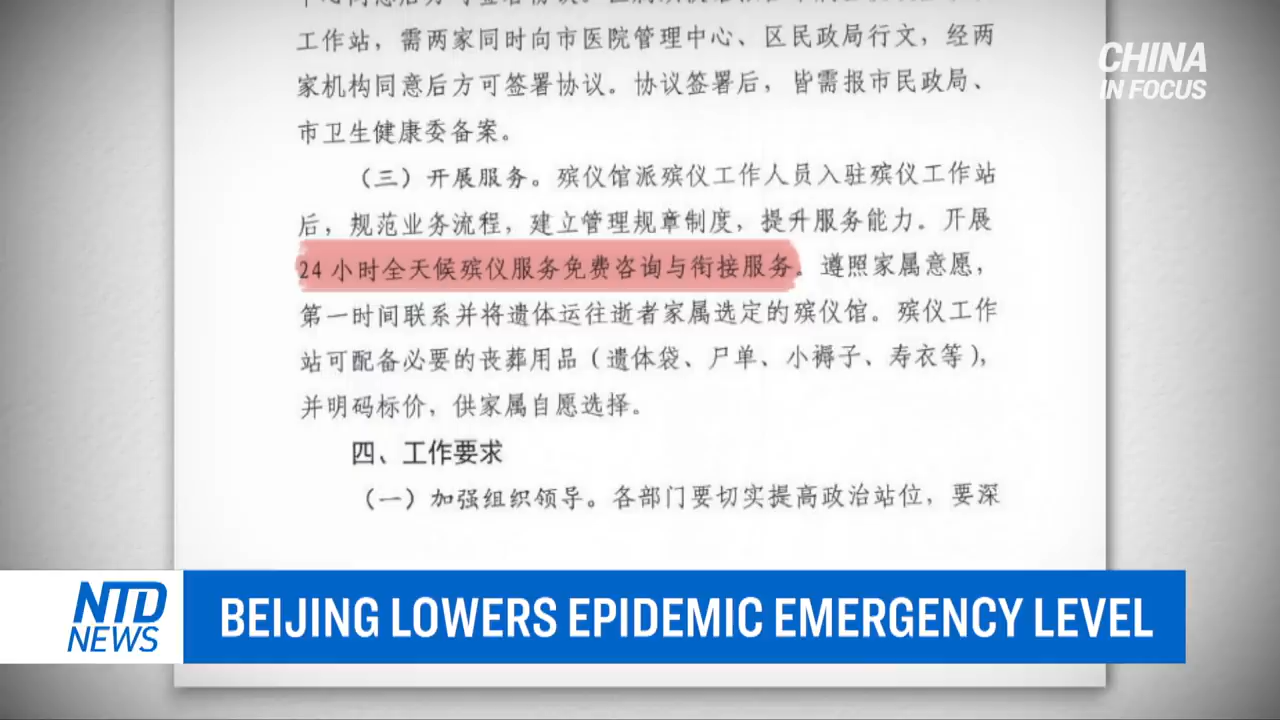 工作站，需两家同时向市医院管理中心、区民政局行文，经两
家机构同意后方可签署协议。协议签署后，皆需报市民政局、
市卫生健康委备案。
（三）开展服务。殡仪馆派殡仪工作人员入驻殡仪工作站
后，规范业务流程，建立管理规章制度，提升服务能力。开展
24 小时全天候殡仪服务免费咨询与衔接服务。遵照家属意愿，
第一时间联系并将遗体运往逝者家属选定的殡仪馆。殡仪工作
站可配备必要的丧葬用品（遗体袋、尸单、小褥子、寿衣等），
并明码标价，供家属自愿选择。
四、工作要求
（一）加强组织领导。各部门要切实提高政治站位，要深
CHINA
IN FOCUS
NTD
NEWS
BEIJING LOWERS EPIDEMIC EMERGENCY LEVEL